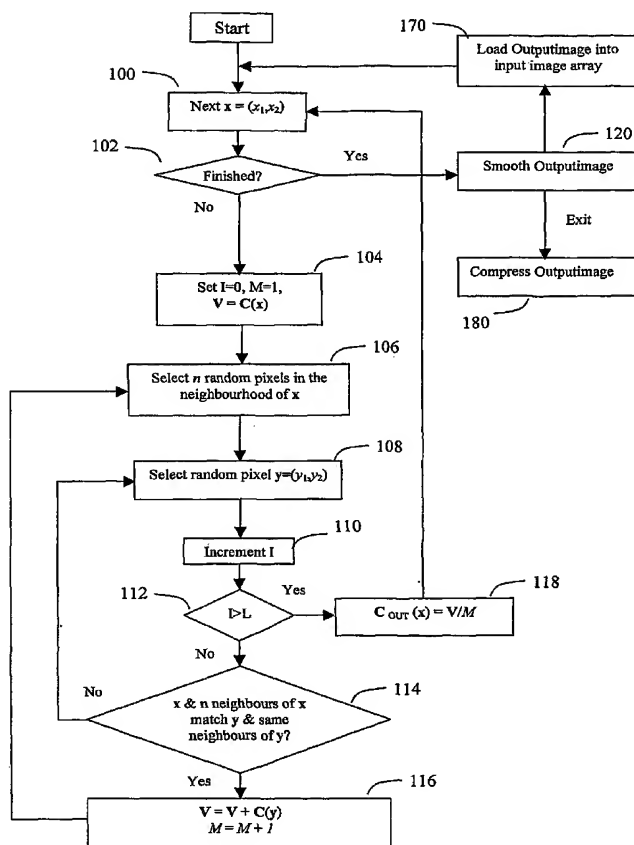 Start
170
Load Outputimage into
input image array
100
Next x = (x₁,x₂)
102
Finished?
Yes
No
120
Smooth Outputimage
Exit
104
Set I=0, M=1,
V = C(x)
Compress Outputimage
180
106
Select n random pixels in the
neighbourhood of x
108
Select random pixel y=(y₁,y₂)
110
Increment I
112
I>L
Yes
118
C OUT (x) = V/M
No
No
114
x & n neighbours of x
match y & same
neighbours of y?
Yes
116
V = V + C(y)
M = M + 1